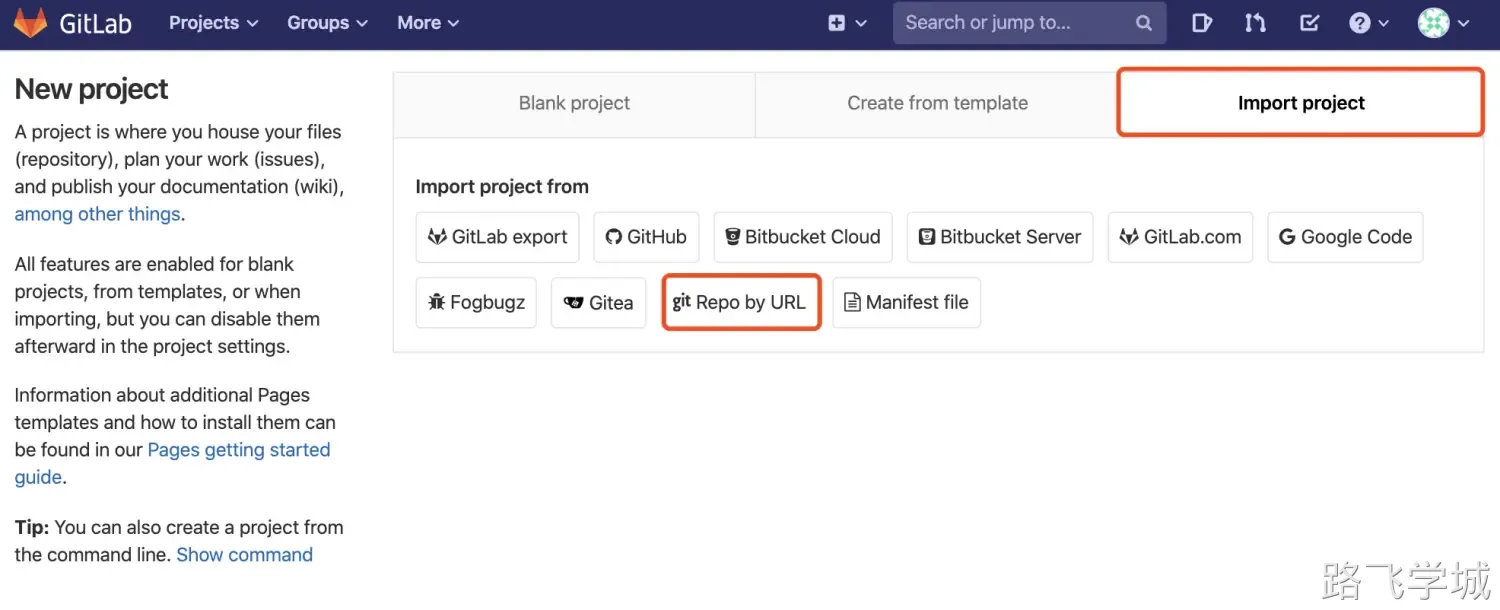 GitLab Projects Groups More Search or jump to...
New project
A project is where you house your files
(repository), plan your work (issues),
and publish your documentation (wiki),
among other things.
All features are enabled for blank
projects, from templates, or when
importing, but you can disable them
afterward in the project settings.
Information about additional Pages
templates and how to install them can
be found in our Pages getting started
guide.
Tip: You can also create a project from
the command line. Show command
Blank project Create from template Import project
Import project from
GitLab export GitHub Bitbucket Cloud Bitbucket Server GitLab.com Google Code
Fogbugz Gitea git Repo by URL Manifest file
路飞学城